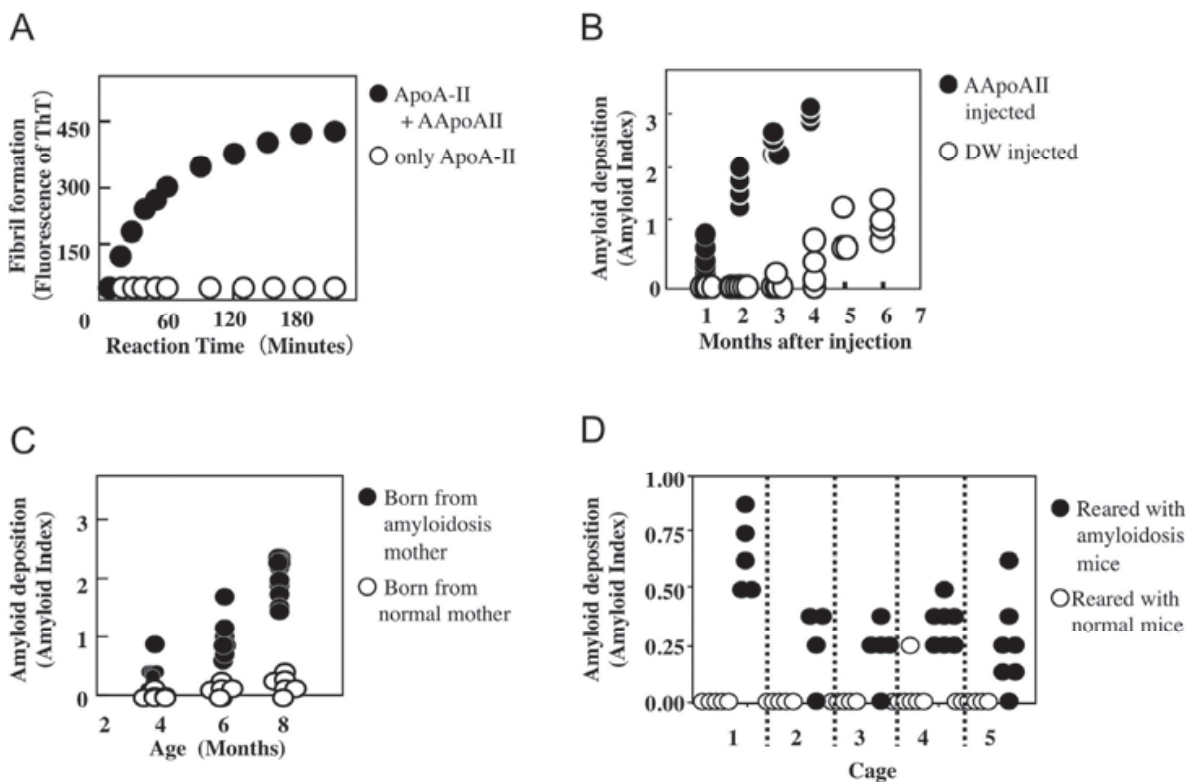 A
Fibril formation
(Fluorescence of ThT)
450
300
150
0
60
120
180
Reaction Time (Minutes)
ApoA-II
+ AApoAII
only ApoA-II
B
Amyloid deposition
(Amyloid Index)
3
2
1
0
1 2 3 4 5 6 7
Months after injection
AApoAII
injected
DW injected
C
Amyloid deposition
(Amyloid Index)
3
2
1
0
2 4 6 8
Age (Months)
Born from
amyloidosis
mother
Born from
normal mother
D
Amyloid deposition
(Amyloid Index)
1.00
0.75
0.50
0.25
0.00
1 2 3 4 5
Cage
Reared with
amyloidosis
mice
Reared with
normal mice